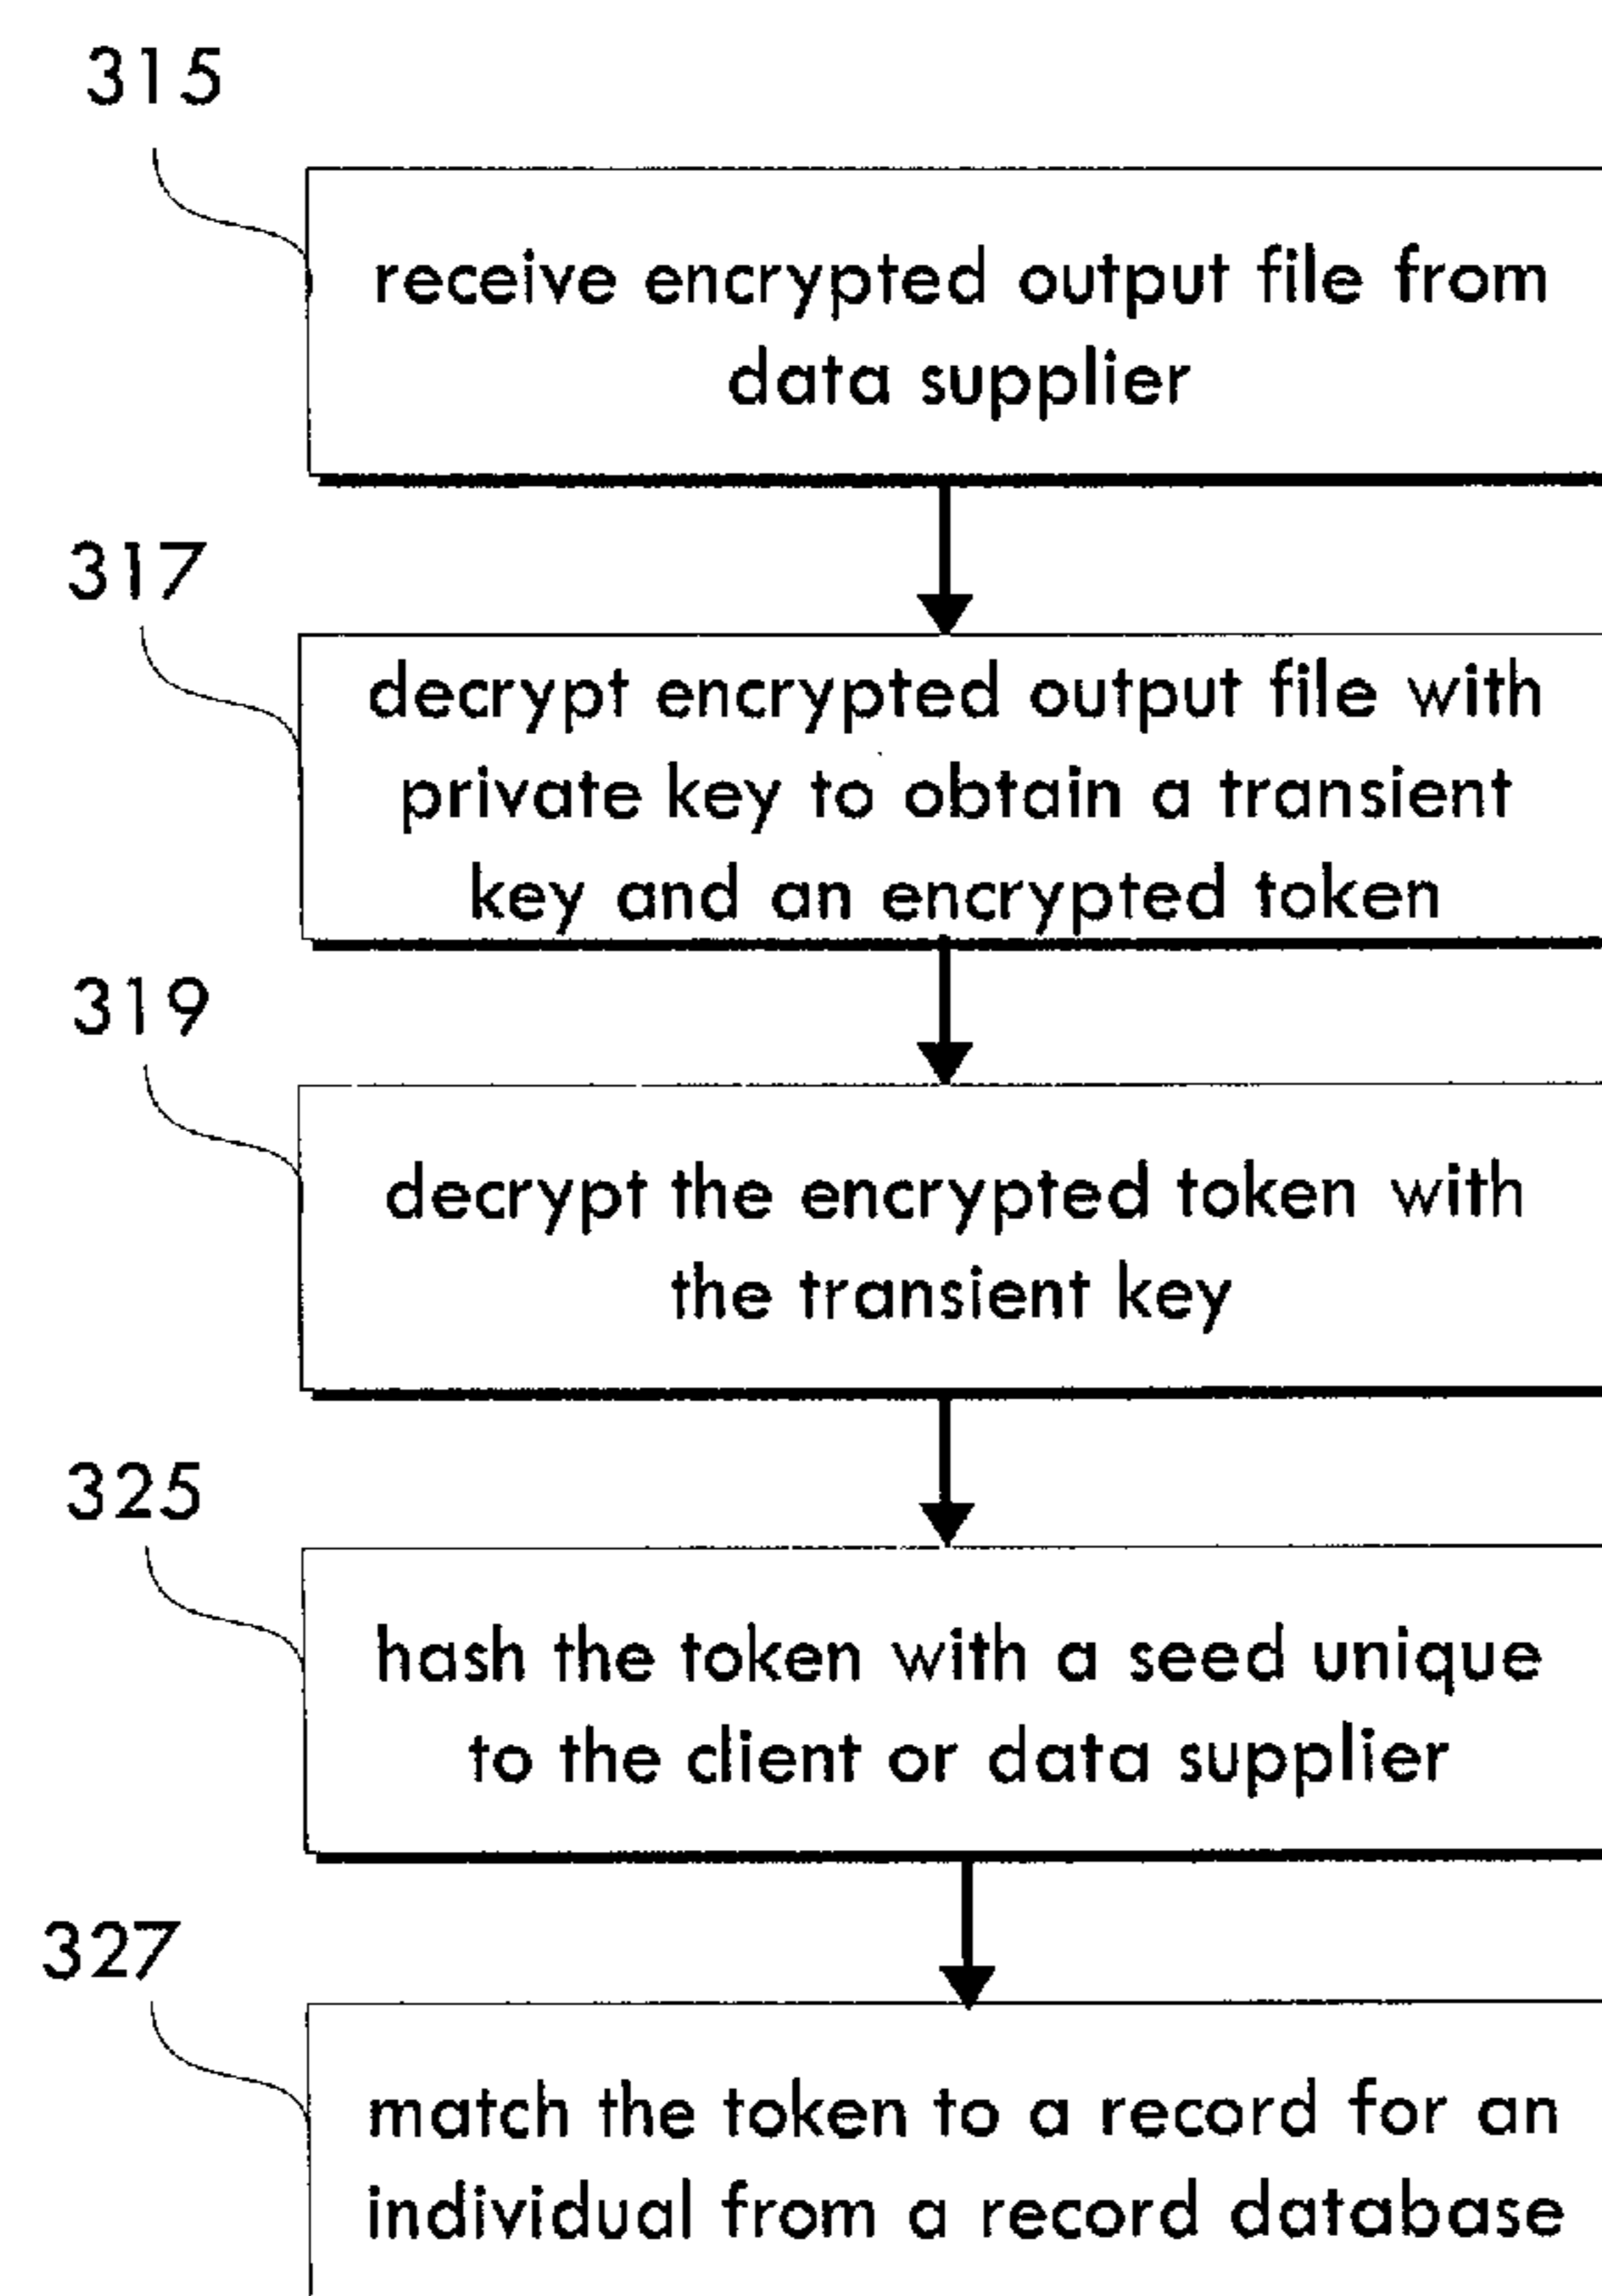 315
receive encrypted output file from
data supplier
317
decrypt encrypted output file with
private key to obtain a transient
key and an encrypted token
319
decrypt the encrypted token with
the transient key
325
hash the token with a seed unique
to the client or data supplier
327
match the token to a record for an
individual from a record database